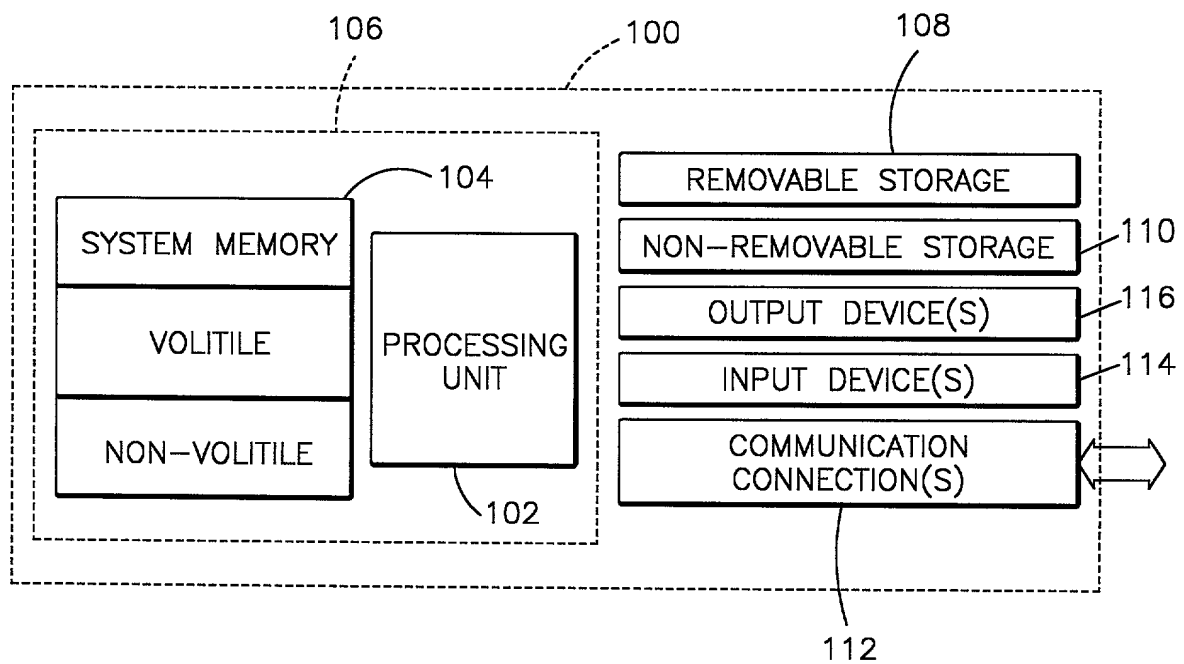 106
100
108
104
SYSTEM MEMORY
VOLITILE
NON-VOLITILE
PROCESSING
UNIT
102
REMOVABLE STORAGE
NON-REMOVABLE STORAGE
110
OUTPUT DEVICE(S)
116
INPUT DEVICE(S)
114
COMMUNICATION
CONNECTION(S)
112